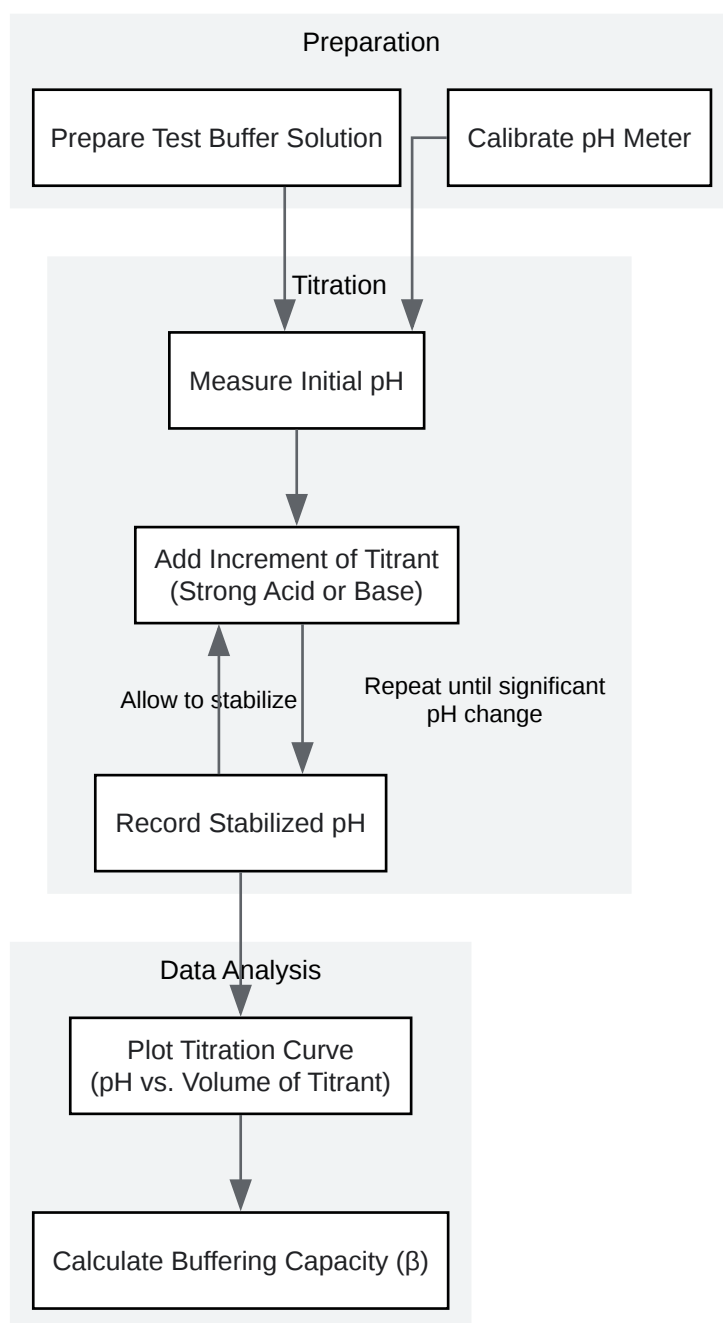 Preparation
Prepare Test Buffer Solution
Calibrate pH Meter
Titration
Measure Initial pH
Add Increment of Titrant
(Strong Acid or Base)
Allow to stabilize
Repeat until significant
pH change
Record Stabilized pH
Data Analysis
Plot Titration Curve
(pH vs. Volume of Titrant)
Calculate Buffering Capacity (β)